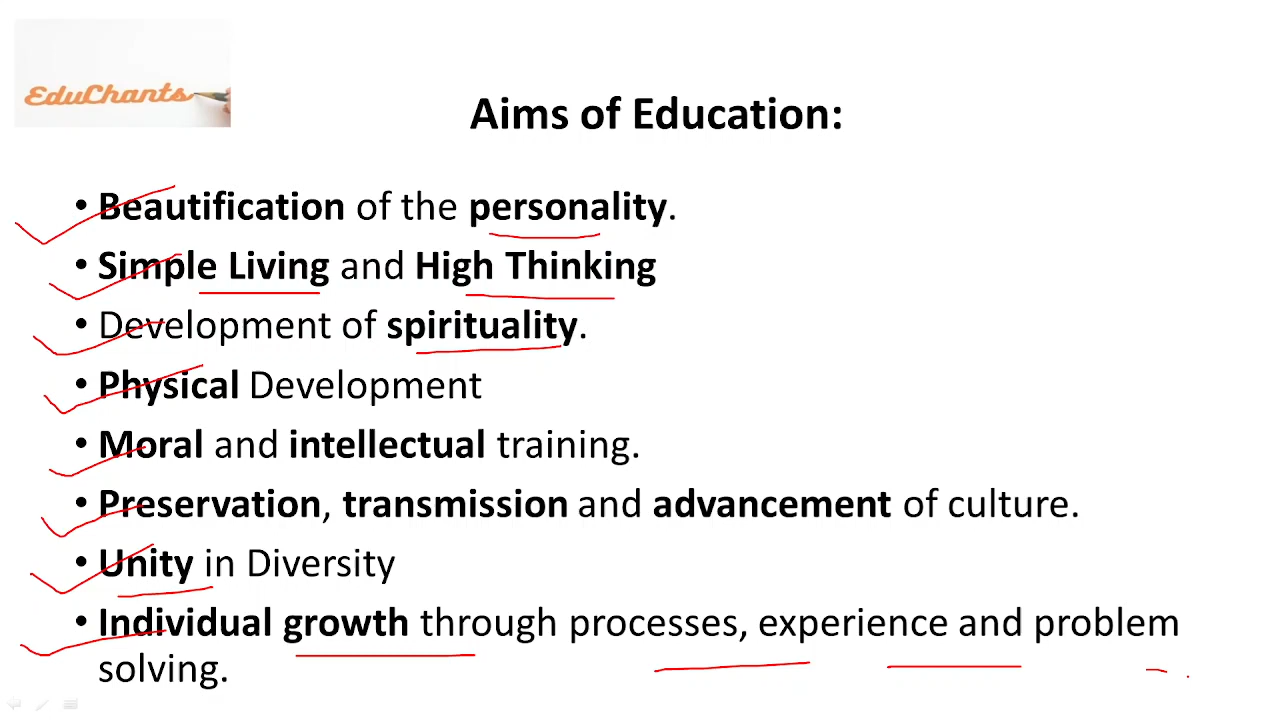 EduChants
Aims of Education:
• Beautification of the personality.
• Simple Living and High Thinking
• Development of spirituality.
• Physical Development
• Moral and intellectual training.
• Preservation, transmission and advancement of culture.
• Unity in Diversity
• Individual growth through processes, experience and problem
solving.